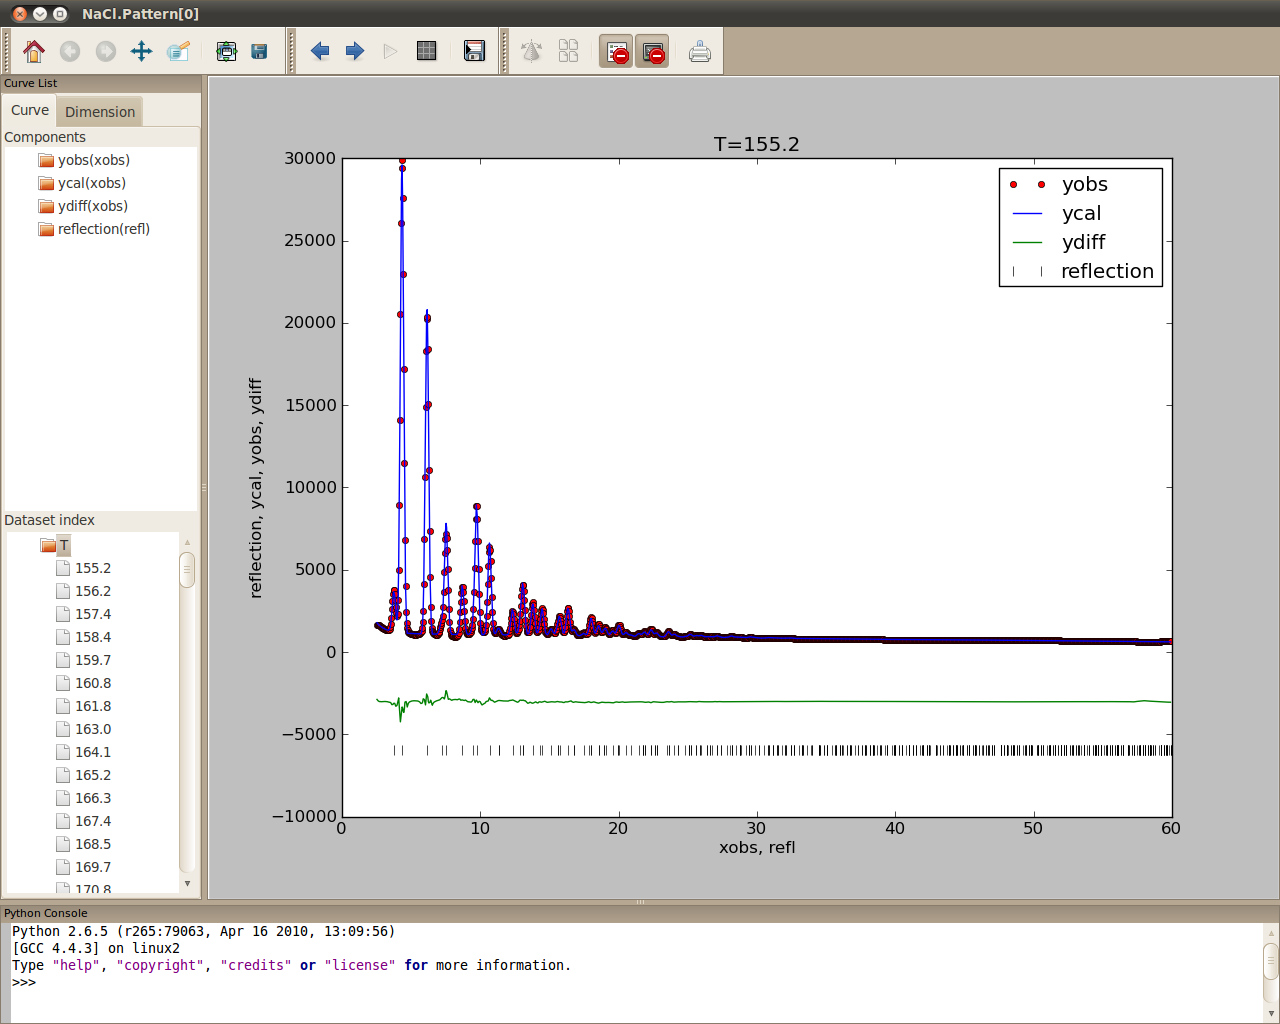 NaCl.Pattern[0]
Curve List
Curve Dimension
Components
yobs(xobs)
ycal(xobs)
ydiff(xobs)
reflection(refl)
Dataset index
T
155.2
156.2
157.4
158.4
159.7
160.8
161.8
163.0
164.1
165.2
166.3
167.4
168.5
169.7
170.8
T=155.2
30000
25000
20000
15000
10000
5000
0
−5000
−10000
reflection, ycal, yobs, ydiff
yobs
ycal
ydiff
reflection
0 10 20 30 40 50 60
xobs, refl
Python Console
Python 2.6.5 (r265:79063, Apr 16 2010, 13:09:56)
[GCC 4.4.3] on linux2
Type "help", "copyright", "credits" or "license" for more information.
>>>